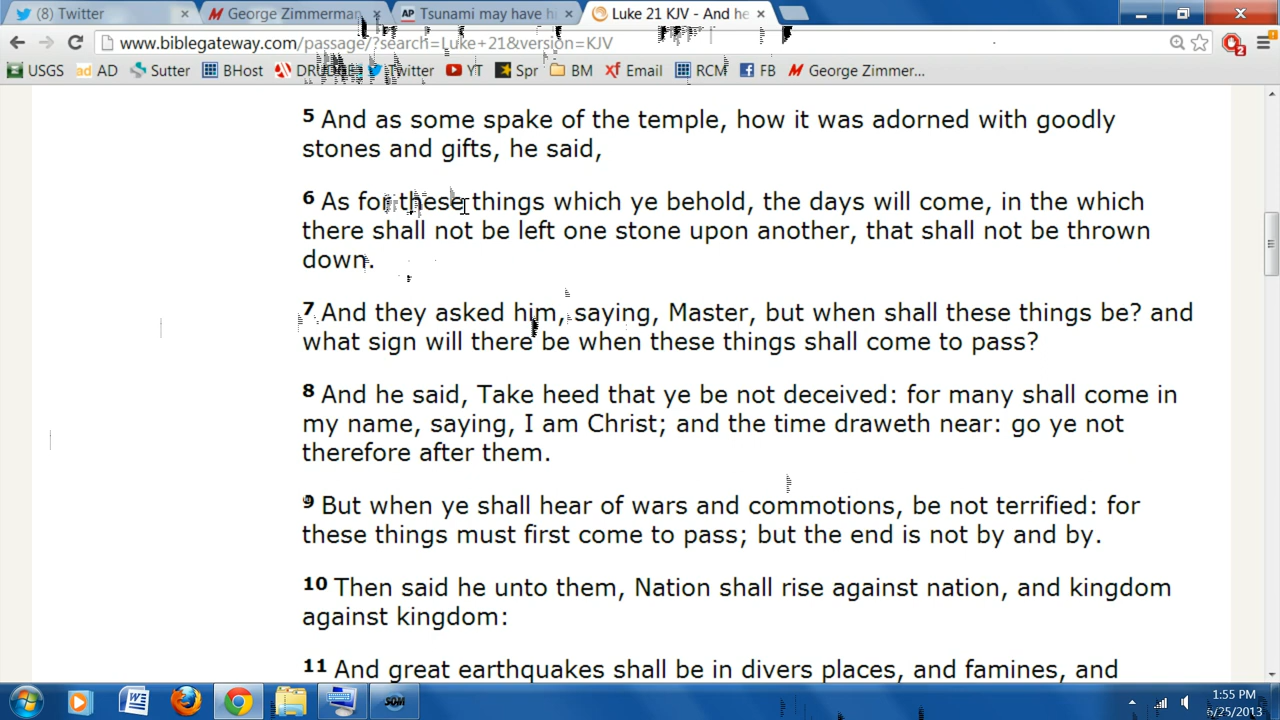 (8) Twitter
George Zimmerman
Tsunami may have hi
Luke 21 KJV - And he
www.biblegateway.com/passage/?search=Luke+21&version=KJV
USGS
ad AD
Sutter
BHost
Twitter
YT
Spr
BM
Email
RCM
FB
George Zimmer...
5 And as some spake of the temple, how it was adorned with goodly
stones and gifts, he said,
6 As for these things which ye behold, the days will come, in the which
there shall not be left one stone upon another, that shall not be thrown
down.
7 And they asked him, saying, Master, but when shall these things be? and
what sign will there be when these things shall come to pass?
8 And he said, Take heed that ye be not deceived: for many shall come in
my name, saying, I am Christ; and the time draweth near: go ye not
therefore after them.
9 But when ye shall hear of wars and commotions, be not terrified: for
these things must first come to pass; but the end is not by and by.
10 Then said he unto them, Nation shall rise against nation, and kingdom
against kingdom:
11 And great earthquakes shall be in divers places, and famines, and
1:55 PM
6/25/2013